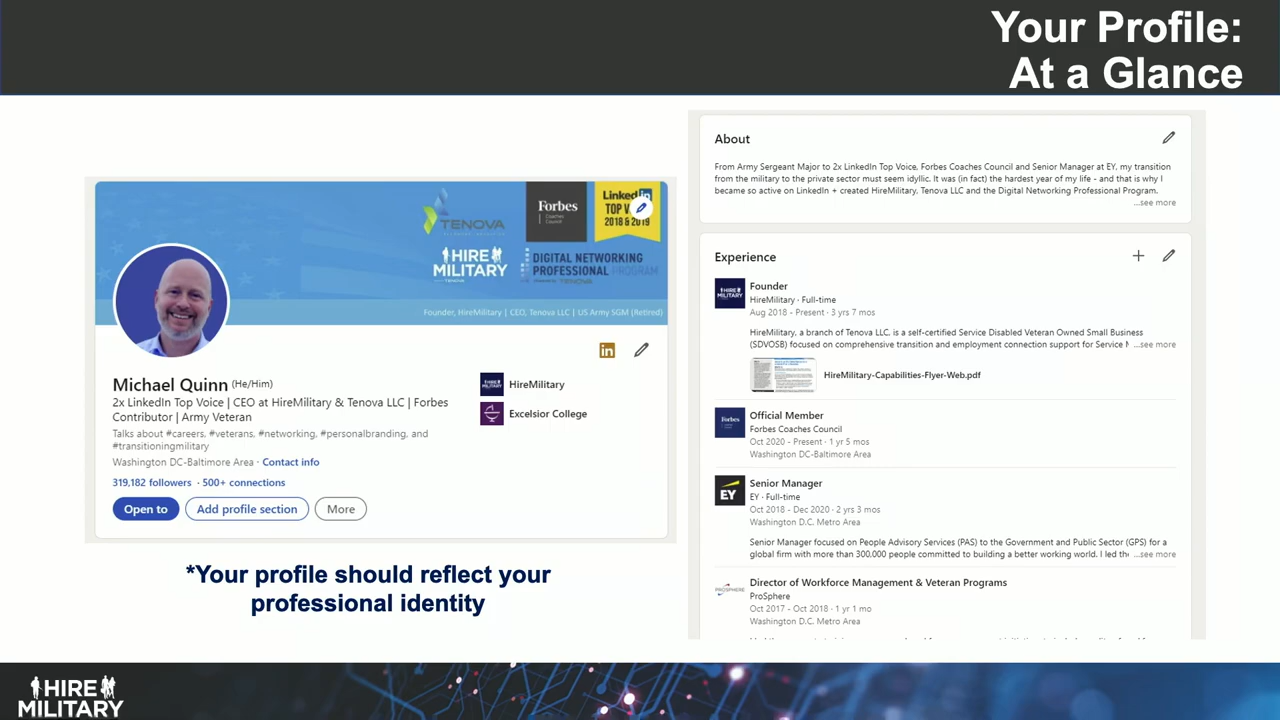 Your Profile:
At a Glance
TENOVA
Forbes
Coaches
Council
Linked
TOP V
2018 & 2019
HIRE
MILITARY
DIGITAL NETWORKING
PROFESSIONAL PROGRAM
TENOVA
Founder, HireMilitary | CEO, Tenova LLC | US Army SGM (Retired)
in
Michael Quinn (He/Him)
2x LinkedIn Top Voice | CEO at HireMilitary & Tenova LLC | Forbes
Contributor | Army Veteran
Talks about #careers, #veterans, #networking, #personalbranding, and
#transitioningmilitary
Washington DC-Baltimore Area · Contact info
319,182 followers · 500+ connections
Open to
Add profile section
More
HireMilitary
Excelsior College
*Your profile should reflect your
professional identity
About
From Army Sergeant Major to 2x LinkedIn Top Voice, Forbes Coaches Council and Senior Manager at EY, my transition
from the military to the private sector must seem idyllic. It was (in fact) the hardest year of my life - and that is why I
became so active on LinkedIn + created HireMilitary, Tenova LLC and the Digital Networking Professional Program.
...see more
Experience
HIRE
MILITARY
Founder
HireMilitary · Full-time
Aug 2018 - Present · 3 yrs 7 mos
HireMilitary, a branch of Tenova LLC, is a self-certified Service Disabled Veteran Owned Small Business
(SDVOSB) focused on comprehensive transition and employment connection support for Service ...see more
HireMilitary-Capabilities-Flyer-Web.pdf
Forbes
Official Member
Forbes Coaches Council
Oct 2020 - Present · 1 yr 5 mos
Washington DC-Baltimore Area
EY
Senior Manager
EY · Full-time
Oct 2018 - Dec 2020 · 2 yrs 3 mos
Washington D.C. Metro Area
Senior Manager focused on People Advisory Services (PAS) to the Government and Public Sector (GPS) for a
global firm with more than 300,000 people committed to building a better working world. I led ...see more
PROSPHERE
Director of Workforce Management & Veteran Programs
ProSphere
Oct 2017 - Oct 2018 · 1 yr 1 mo
Washington D.C. Metro Area
HIRE
MILITARY